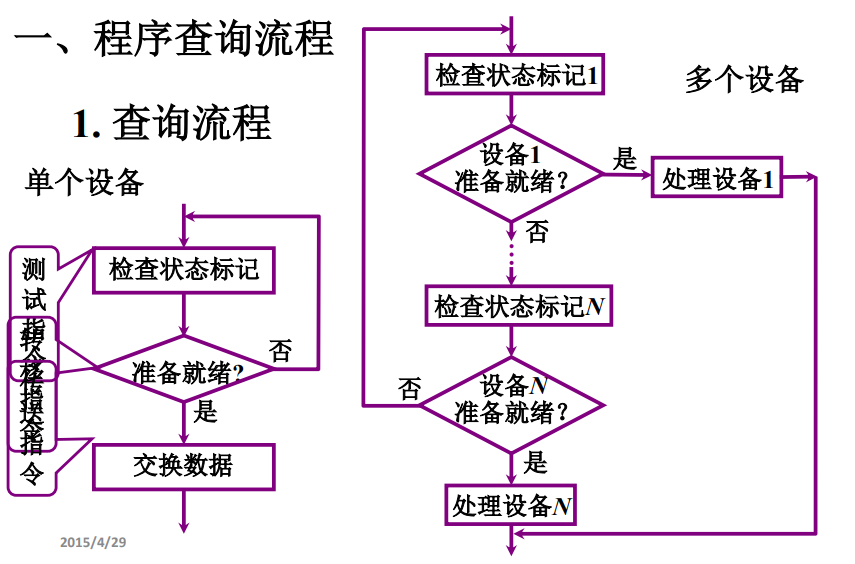 一、程序查询流程
1. 查询流程
单个设备
检查状态标记
准备就绪?
否
是
交换数据
测试指令
转移指令
传送指令
多个设备
检查状态标记1
设备1
准备就绪?
是
处理设备1
否
检查状态标记N
设备N
准备就绪?
否
是
处理设备N
2015/4/29